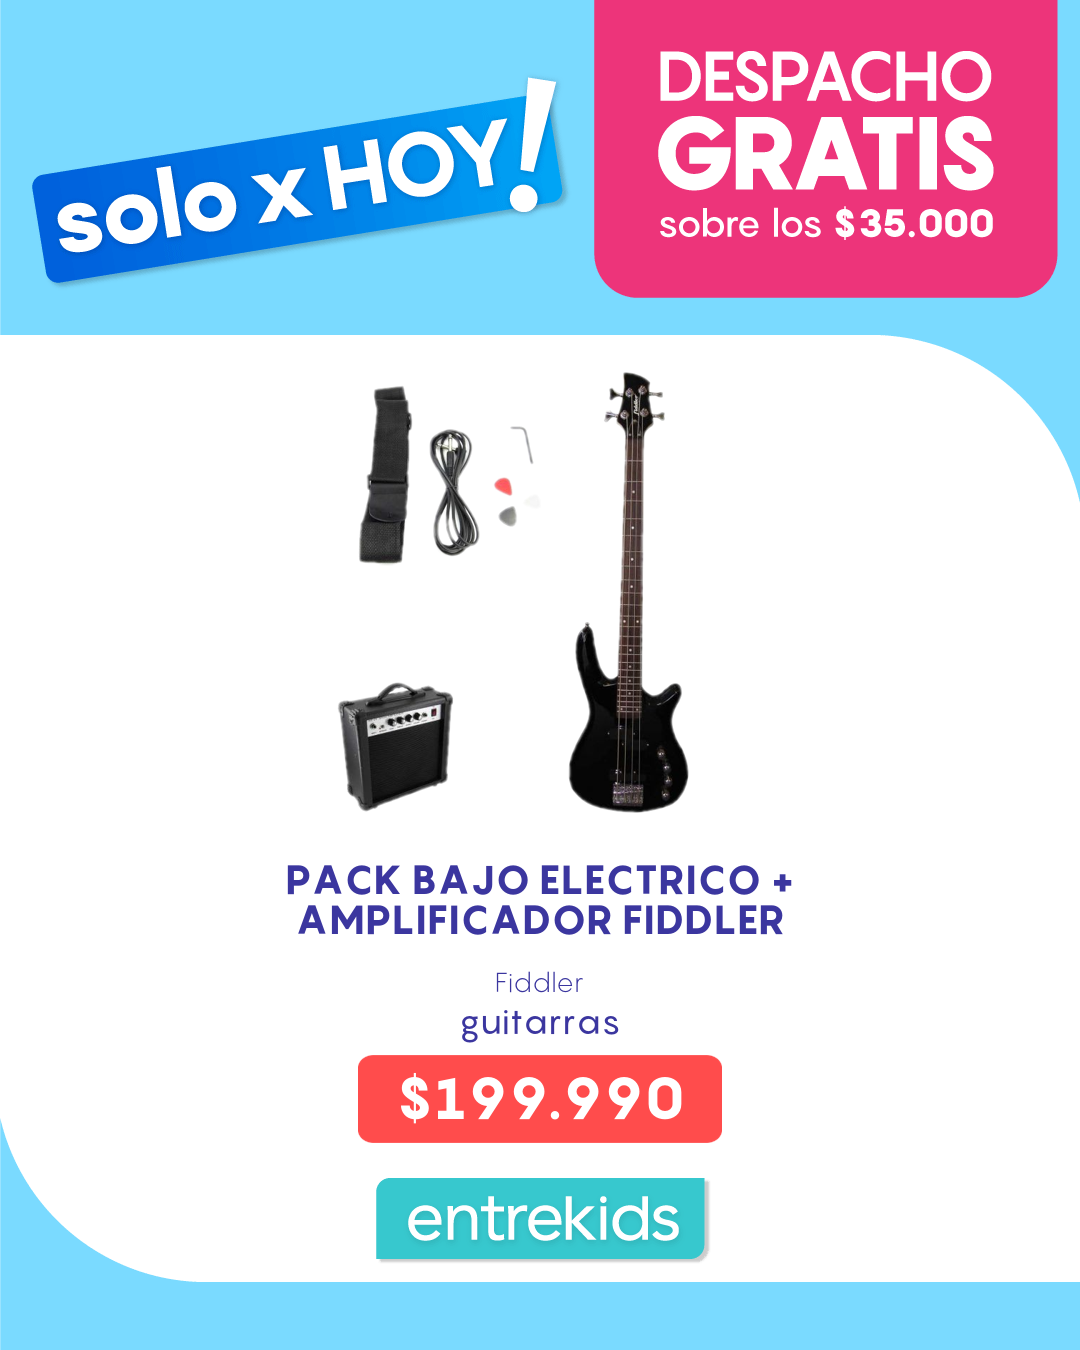 solo x HOY!
DESPACHO
GRATIS
sobre los $35.000
PACK BAJO ELECTRICO +
AMPLIFICADOR FIDDLER
Fiddler
guitarras
$199.990
entrekids